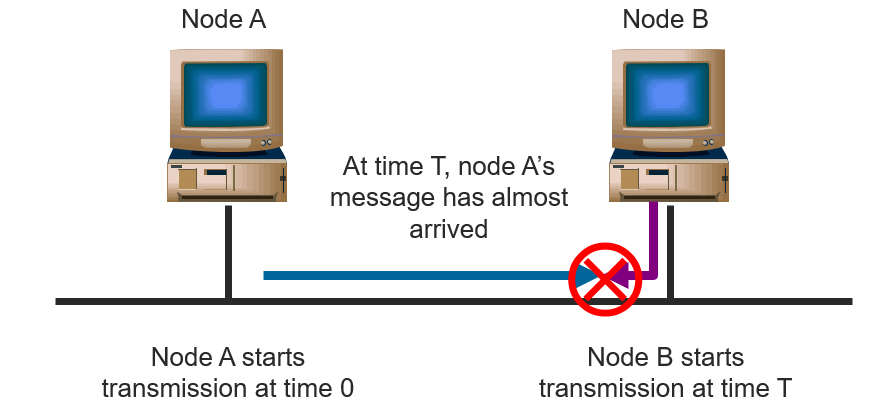 Node A
Node B
At time T, node A’s
message has almost
arrived
Node A starts
transmission at time 0
Node B starts
transmission at time T